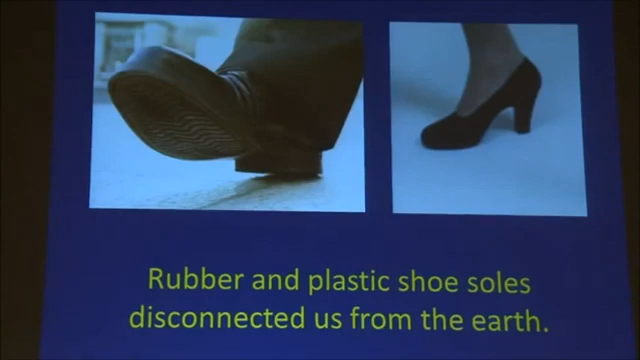 Rubber and plastic shoe soles
disconnected us from the earth.